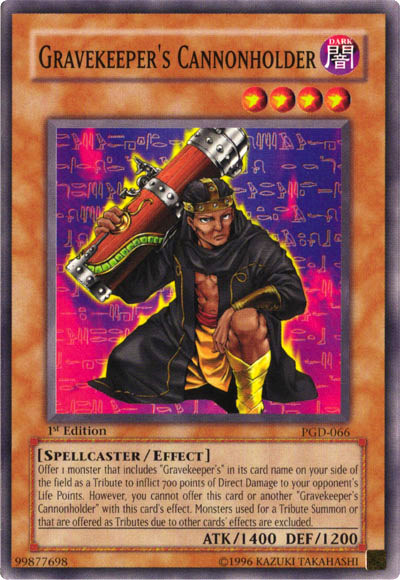 GRAVEKEEPER'S CANNONHOLDER
DARK
闇
1st Edition
PGD-066
[SPELLCASTER / EFFECT]
Offer 1 monster that includes "Gravekeeper's" in its card name on your side of
the field as a Tribute to inflict 700 points of Direct Damage to your opponent's
Life Points. However, you cannot offer this card or another "Gravekeeper's
Cannonholder" with this card's effect. Monsters used for a Tribute Summon or
that are offered as Tributes due to other cards' effects are excluded.
ATK/1400 DEF/1200
99877698
©1996 KAZUKI TAKAHASHI